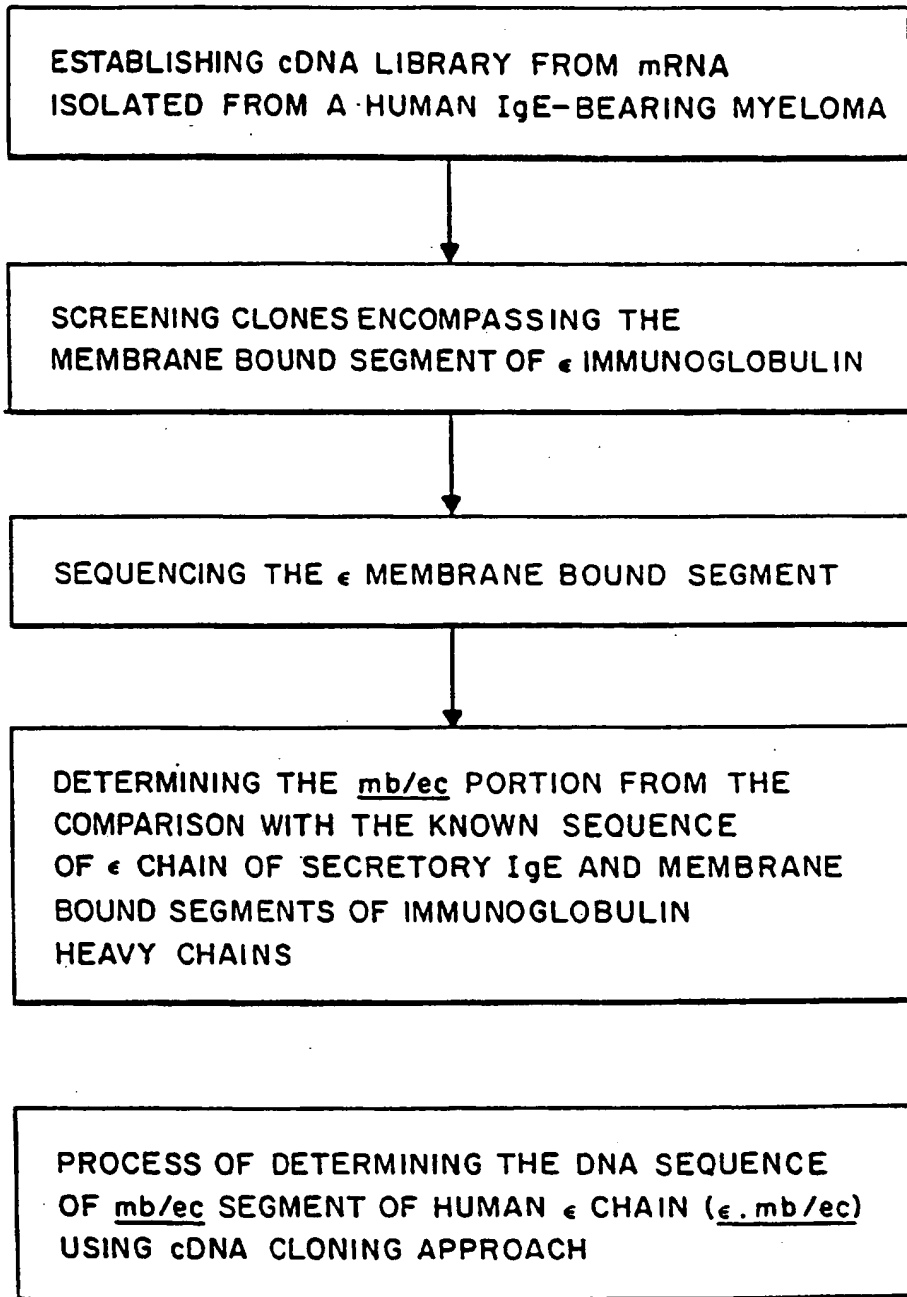 ESTABLISHING cDNA LIBRARY FROM mRNA
ISOLATED FROM A HUMAN IgE-BEARING MYELOMA
SCREENING CLONES ENCOMPASSING THE
MEMBRANE BOUND SEGMENT OF ϵ IMMUNOGLOBULIN
SEQUENCING THE ϵ MEMBRANE BOUND SEGMENT
DETERMINING THE mb/ec PORTION FROM THE
COMPARISON WITH THE KNOWN SEQUENCE
OF ϵ CHAIN OF SECRETORY IgE AND MEMBRANE
BOUND SEGMENTS OF IMMUNOGLOBULIN
HEAVY CHAINS
PROCESS OF DETERMINING THE DNA SEQUENCE
OF mb/ec SEGMENT OF HUMAN ϵ CHAIN (ϵ.mb/ec)
USING cDNA CLONING APPROACH